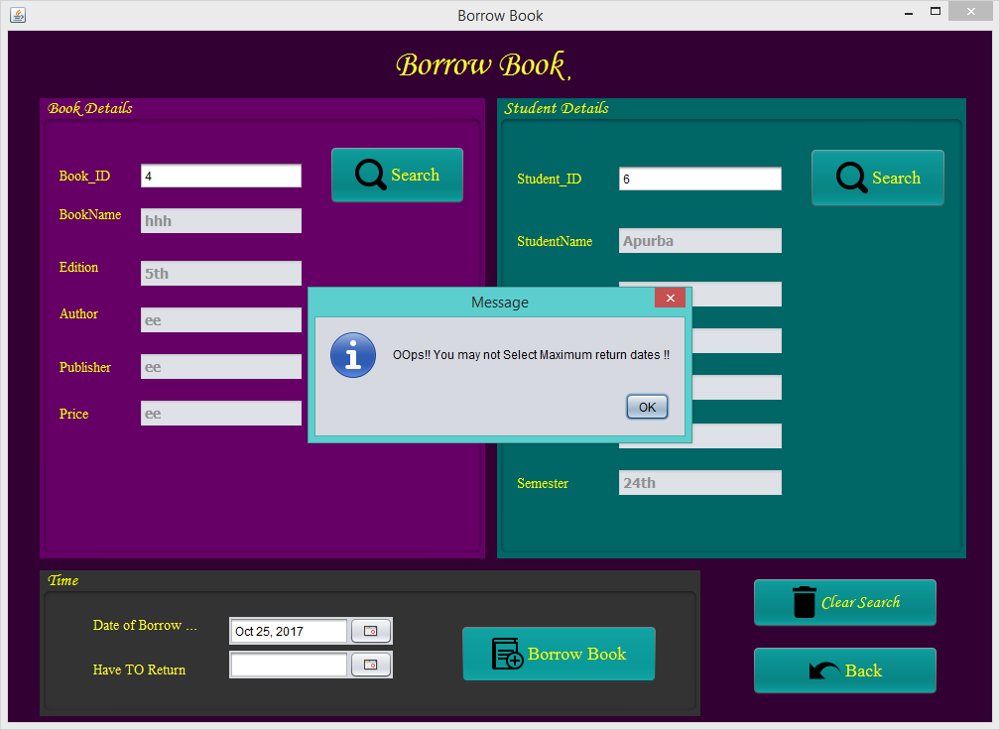 Borrow Book
Borrow Book
Book Details
Book_ID
4
Search
BookName
hhh
Edition
5th
Author
ee
Publisher
ee
Price
ee
Student Details
Student_ID
6
Search
StudentName
Apurba
Semester
24th
Message
OOps!! You may not Select Maximum return dates !!
OK
Time
Date of Borrow ...
Oct 25, 2017
Have TO Return
Borrow Book
Clear Search
Back